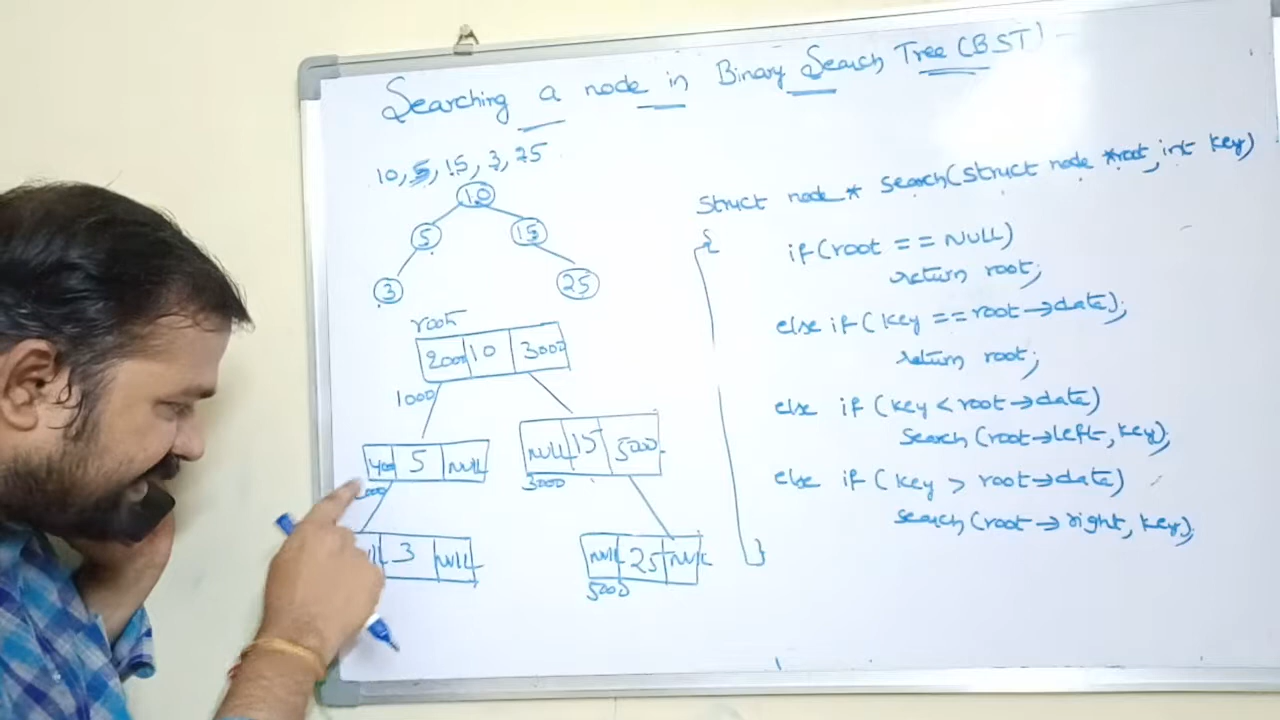 Searching a node in Binary Search Tree (BST)
10, 5, 15, 3, 25
10
5 15
3 25
root
2000 10 3000
1000
400 5 NULL
NULL 15 5000
3000
3 NULL
NULL 25 NULL
5000
Struct node * search(struct node *root, int key)
{
if(root == NULL)
return root;
else if( key == root->data);
return root;
else if (key < root->data)
search (root->left, key);
else if ( key > root->data)
search (root->right, key);
}